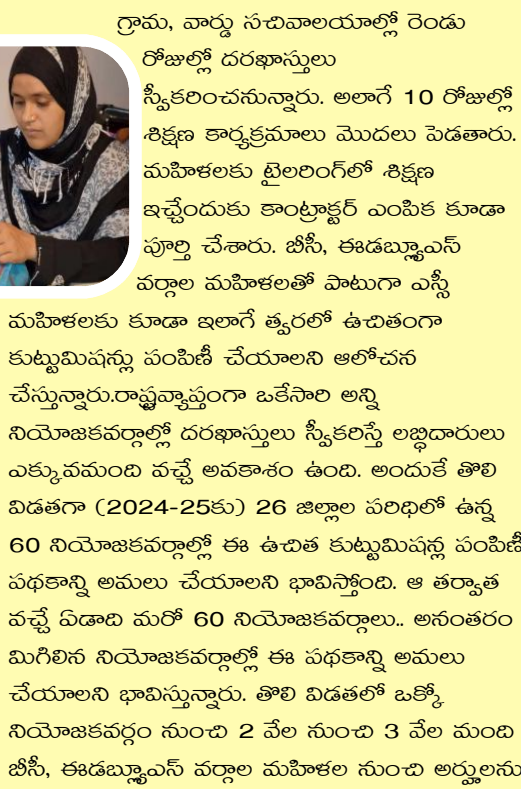 గ్రామ, వార్డు సచివాలయాల్లో రెండు
రోజుల్లో దరఖాస్తులు
స్వీకరించనున్నారు. అలాగే 10 రోజుల్లో
శిక్షణ కార్యక్రమాలు మొదలు పెడతారు.
మహిళలకు టైలరింగ్‌లో శిక్షణ
ఇచ్చేందుకు కాంట్రాక్టర్ ఎంపిక కూడా
పూర్తి చేశారు. బీసీ, ఈడబ్ల్యూఎస్
వర్గాల మహిళలతో పాటుగా ఎస్సీ
మహిళలకు కూడా ఇలాగే త్వరలో ఉచితంగా
కుట్టుమిషన్లు పంపిణీ చేయాలని ఆలోచన
చేస్తున్నారు.రాష్ట్రవ్యాప్తంగా ఒకేసారి అన్ని
నియోజకవర్గాల్లో దరఖాస్తులు స్వీకరిస్తే లబ్ధిదారులు
ఎక్కువమంది వచ్చే అవకాశం ఉంది. అందుకే తొలి
విడతగా (2024-25కు) 26 జిల్లాల పరిధిలో ఉన్న
60 నియోజకవర్గాల్లో ఈ ఉచిత కుట్టుమిషన్ల పంపిణీ
పథకాన్ని అమలు చేయాలని భావిస్తోంది. ఆ తర్వాత
వచ్చే ఏడాది మరో 60 నియోజకవర్గాలు.. అనంతరం
మిగిలిన నియోజకవర్గాల్లో ఈ పథకాన్ని అమలు
చేయాలని భావిస్తున్నారు. తొలి విడతలో ఒక్కో
నియోజకవర్గం నుంచి 2 వేల నుంచి 3 వేల మంది
బీసీ, ఈడబ్ల్యూఎస్ వర్గాల మహిళల నుంచి అర్హులను